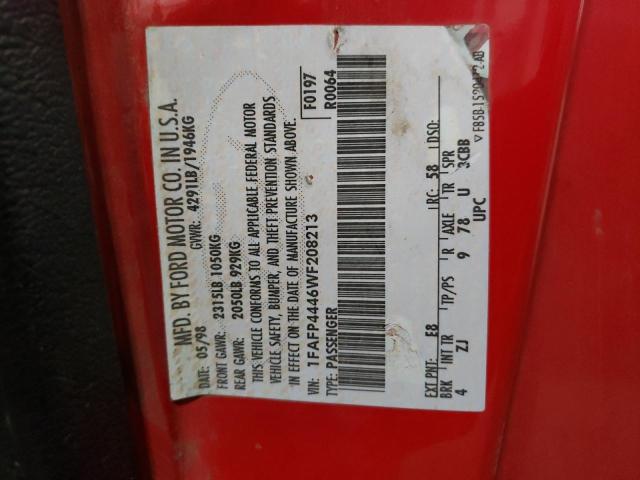 MFD. BY FORD MOTOR CO. IN U.S.A.
DATE: 05/98 GVWR: 4291LB/1946KG
FRONT GAWR: 2315LB 1050KG
REAR GAWR: 2050LB 929KG
THIS VEHICLE CONFORMS TO ALL APPLICABLE FEDERAL MOTOR
VEHICLE SAFETY, BUMPER, AND THEFT PREVENTION STANDARDS
IN EFFECT ON THE DATE OF MANUFACTURE SHOWN ABOVE.
VIN: 1FAFP4446WF208213 F0197
TYPE: PASSENGER R0064
EXT PNT: E8 RC: 58 DSO:
BRK INT TR TP/PS R AXLE TR SPR
4 ZJ 9 78 U 3CBB
UPC